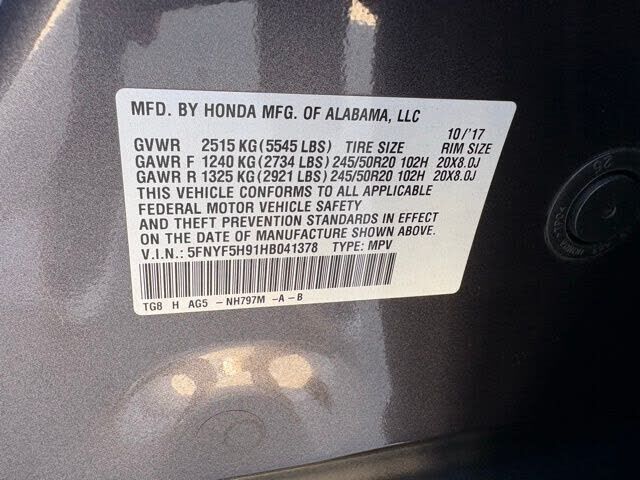 MFD. BY HONDA MFG. OF ALABAMA, LLC
10/'17
GVWR 2515 KG (5545 LBS) TIRE SIZE RIM SIZE
GAWR F 1240 KG (2734 LBS) 245/50R20 102H 20X8.0J
GAWR R 1325 KG (2921 LBS) 245/50R20 102H 20X8.0J
THIS VEHICLE CONFORMS TO ALL APPLICABLE
FEDERAL MOTOR VEHICLE SAFETY
AND THEFT PREVENTION STANDARDS IN EFFECT
ON THE DATE OF MANUFACTURE SHOWN ABOVE.
V.I.N.: 5FNYF5H91HB041378 TYPE: MPV
TG8 H AG5 -NH797M -A-B
25